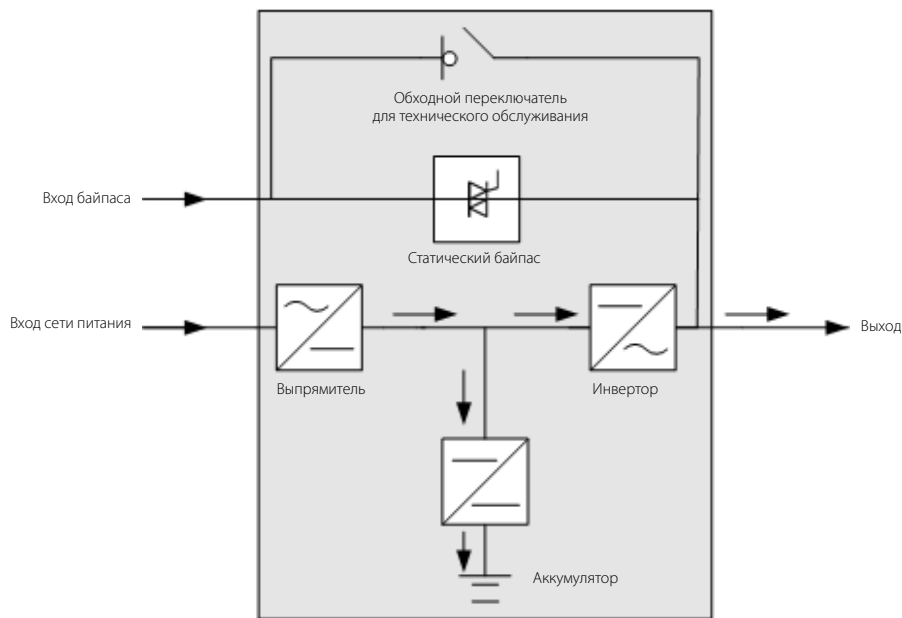 Обходной переключатель
для технического обслуживания
Вход байпаса
Статический байпас
Вход сети питания
Выход
Выпрямитель
Инвертор
Аккумулятор